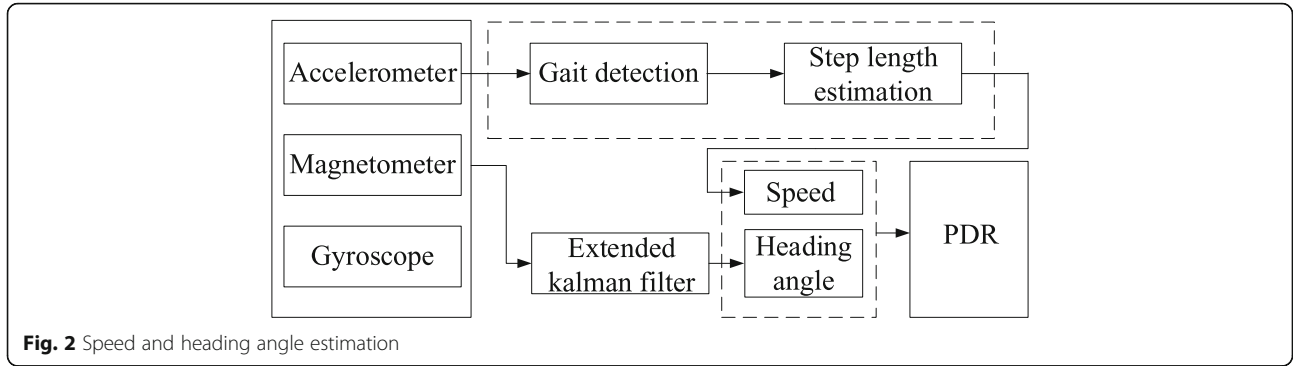 Accelerometer
Magnetometer
Gyroscope
Gait detection
Step length
estimation
Extended
kalman filter
Speed
Heading
angle
PDR
Fig. 2 Speed and heading angle estimation